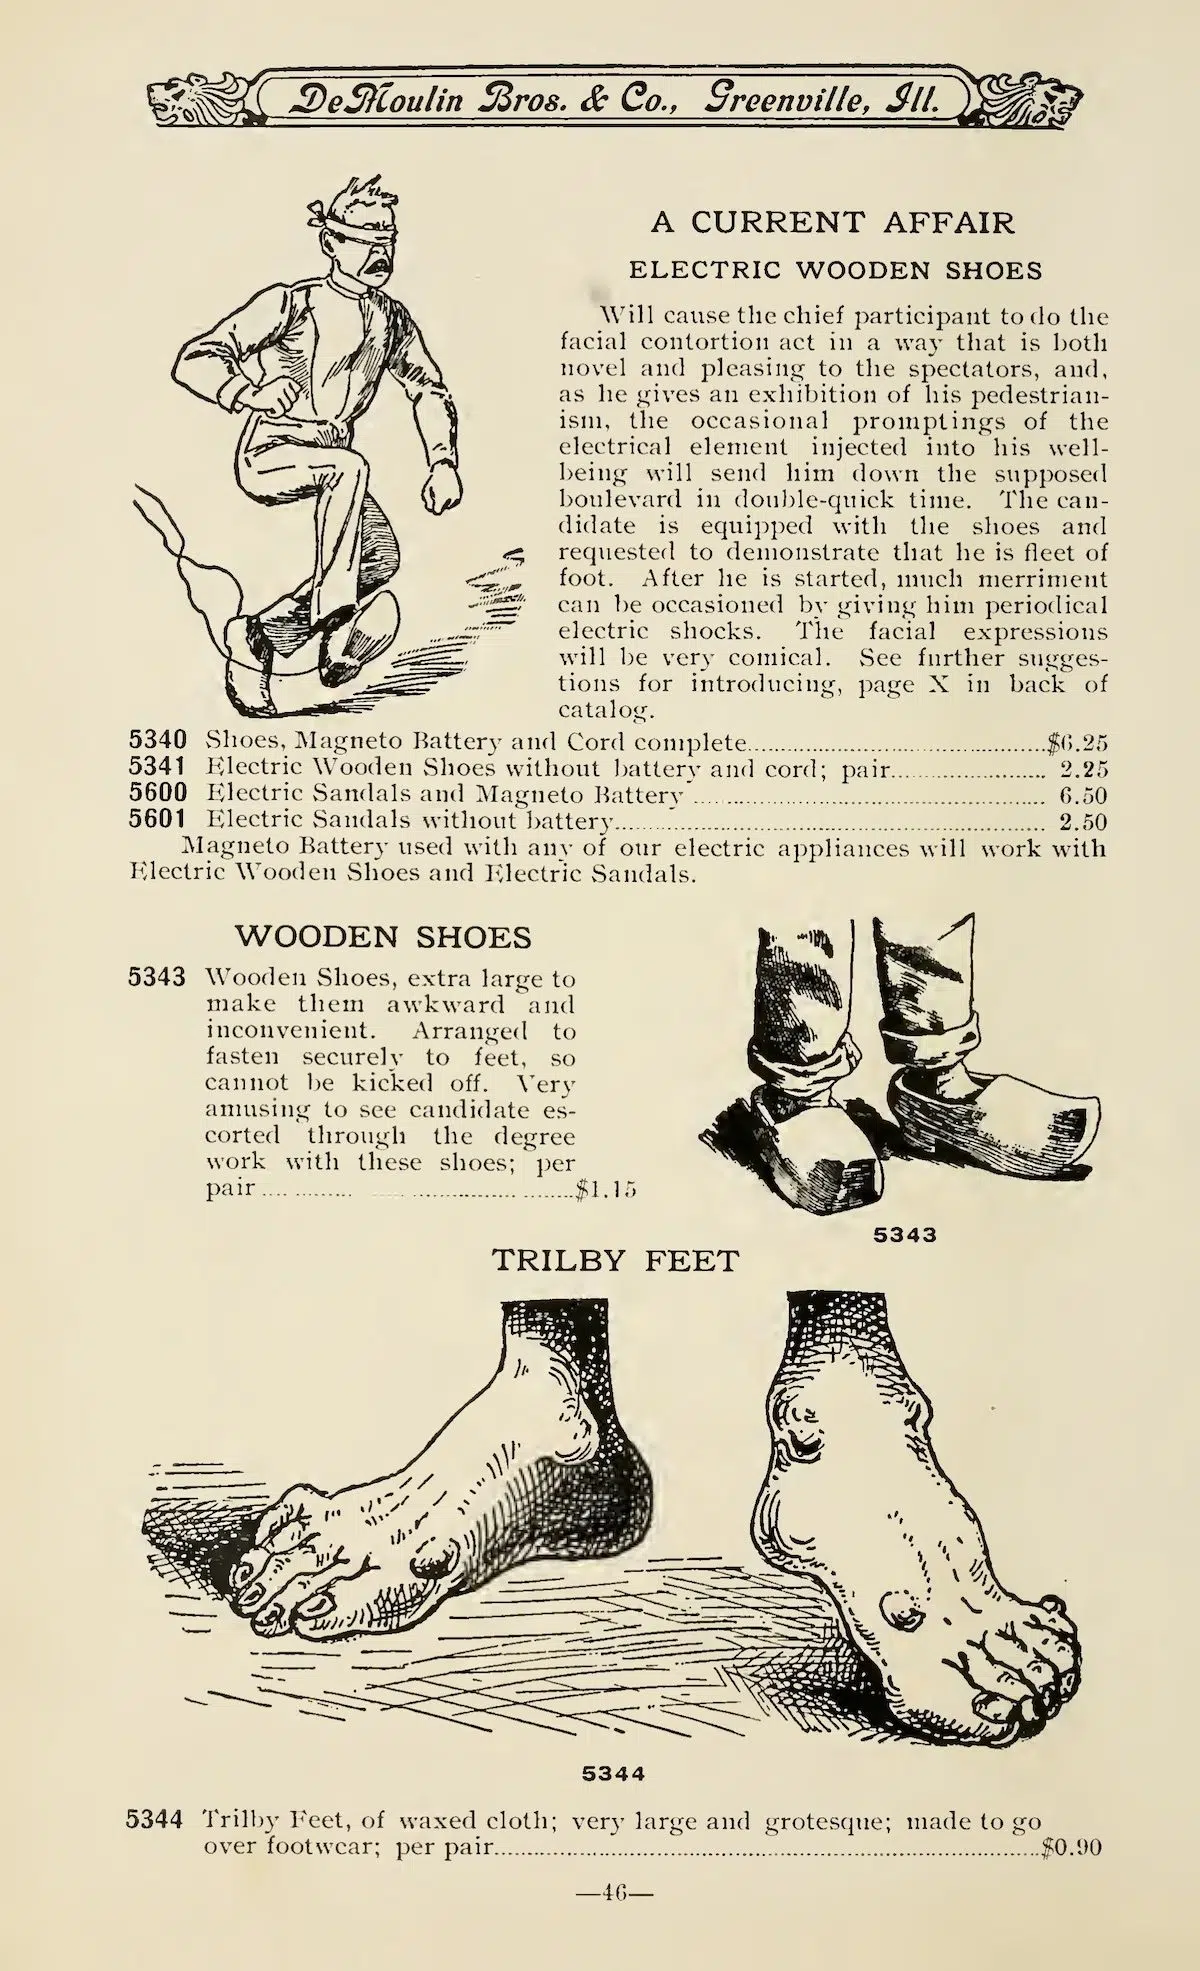 DeMoulin Bros. & Co., Greenville, Ill.
A CURRENT AFFAIR
ELECTRIC WOODEN SHOES
Will cause the chief participant to do the
facial contortion act in a way that is both
novel and pleasing to the spectators, and,
as he gives an exhibition of his pedestrian-
ism, the occasional promptings of the
electrical element injected into his well-
being will send him down the supposed
boulevard in double-quick time. The can-
didate is equipped with the shoes and
requested to demonstrate that he is fleet of
foot. After he is started, much merriment
can be occasioned by giving him periodical
electric shocks. The facial expressions
will be very comical. See further sugges-
tions for introducing, page X in back of
catalog.
5340 Shoes, Magneto Battery and Cord complete....$6.25
5341 Electric Wooden Shoes without battery and cord; pair.... 2.25
5600 Electric Sandals and Magneto Battery.... 6.50
5601 Electric Sandals without battery.... 2.50
Magneto Battery used with any of our electric appliances will work with
Electric Wooden Shoes and Electric Sandals.
WOODEN SHOES
5343 Wooden Shoes, extra large to
make them awkward and
inconvenient. Arranged to
fasten securely to feet, so
cannot be kicked off. Very
amusing to see candidate es-
corted through the degree
work with these shoes; per
pair....$1.15
5343
TRILBY FEET
5344
5344 Trilby Feet, of waxed cloth; very large and grotesque; made to go
over footwear; per pair....$0.90
—46—